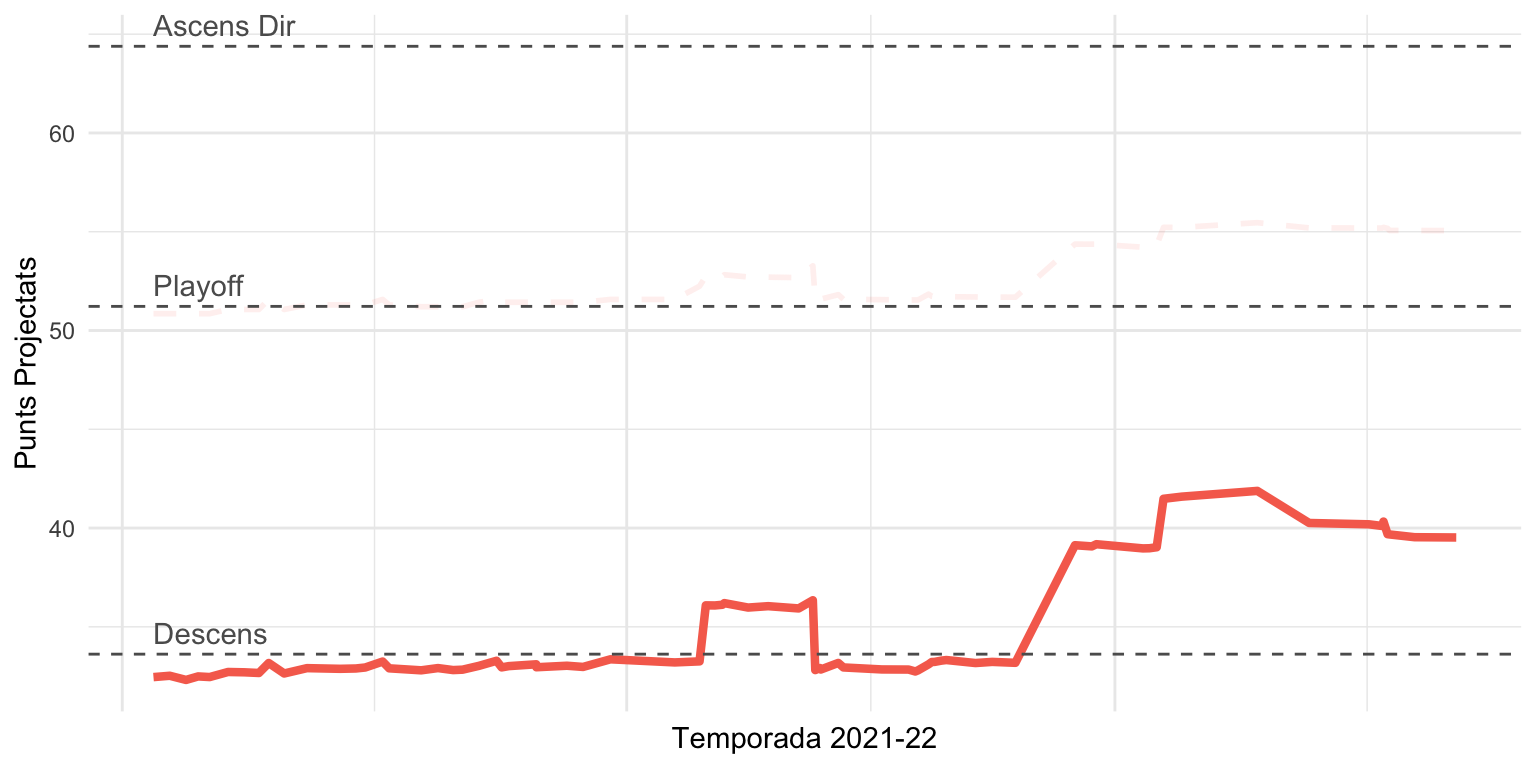 Ascens Dir
60
Playoff
50
Punts Projectats
40
Descens
Temporada 2021-22